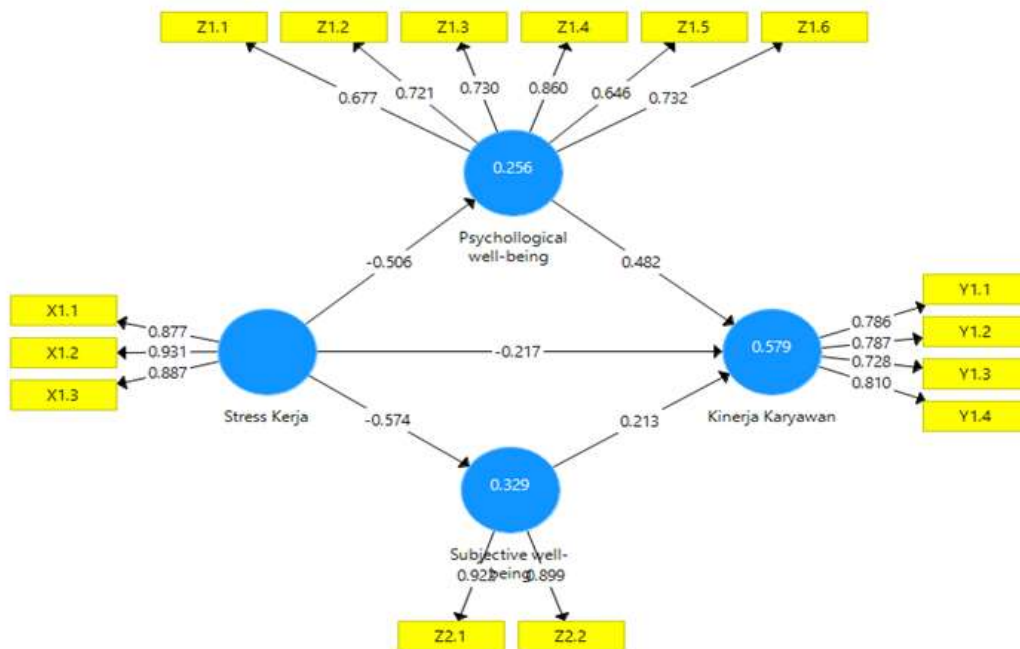 Z1.1 Z1.2 Z1.3 Z1.4 Z1.5 Z1.6
0.677 0.721 0.730 0.860 0.646 0.732
0.256
Psychollogical
well-being
-0.506 0.482
X1.1
X1.2
X1.3
0.877
0.931
0.887
Stress Kerja
-0.217
0.579
Kinerja Karyawan
0.786
0.787
0.728
0.810
Y1.1
Y1.2
Y1.3
Y1.4
-0.574 0.213
0.329
Subjective well-
being
0.922 0.899
Z2.1 Z2.2